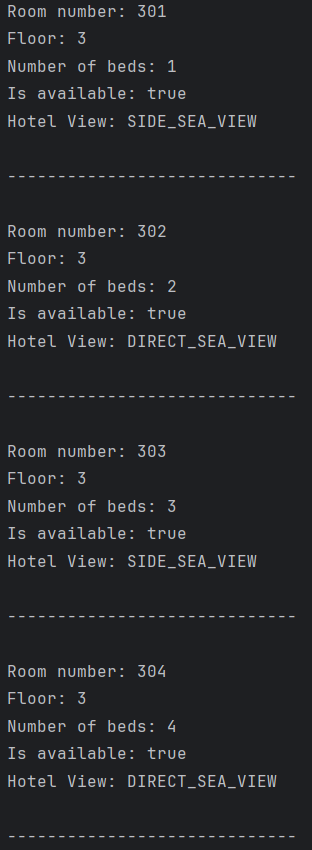 Room number: 301
Floor: 3
Number of beds: 1
Is available: true
Hotel View: SIDE_SEA_VIEW
-----------------------------
Room number: 302
Floor: 3
Number of beds: 2
Is available: true
Hotel View: DIRECT_SEA_VIEW
-----------------------------
Room number: 303
Floor: 3
Number of beds: 3
Is available: true
Hotel View: SIDE_SEA_VIEW
-----------------------------
Room number: 304
Floor: 3
Number of beds: 4
Is available: true
Hotel View: DIRECT_SEA_VIEW
-----------------------------